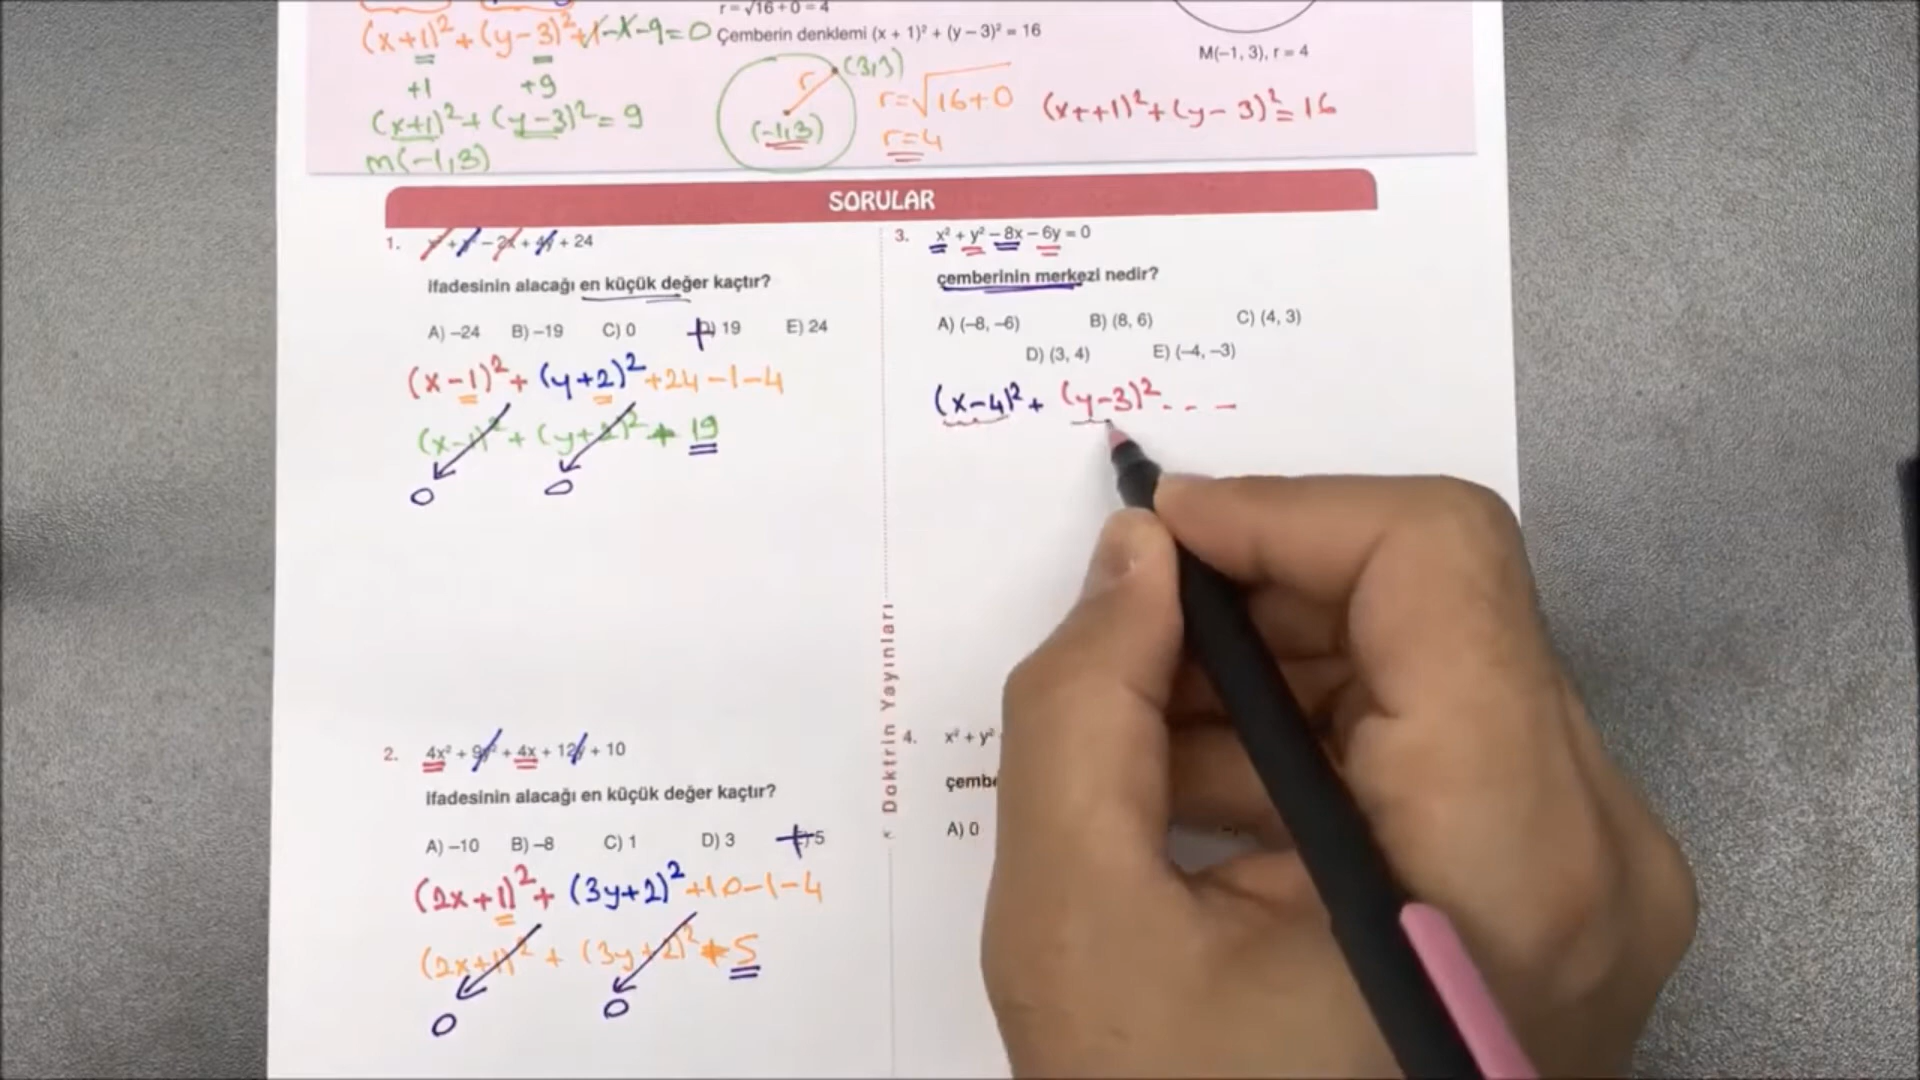 r = √16 + 0 = 4
(x+1)² + (y-3)² + 1 - x - 9 = 0
Çemberin denklemi (x + 1)² + (y – 3)² = 16
M(–1, 3), r = 4
+1 +9
(x+1)² + (y-3)² = 9
m(-1,3)
r
(3,3)
(-1,3)
r=√16+0
r=4
(x++1)²+(y-3)²=16
SORULAR
1. + – 2x + 4y + 24
ifadesinin alacağı en küçük değer kaçtır?
A) –24 B) –19 C) 0 19 E) 24
(x-1)² + (y+2)² +24-1-4
(x-1)² + (y+2)² + 19
0 0
2. 4x² + 9y² + 4x + 12y + 10
ifadesinin alacağı en küçük değer kaçtır?
A) –10 B) –8 C) 1 D) 3 5
(2x+1)² + (3y+2)² +10-1-4
(2x+1)² + (3y+2)² + 5
0 0
Doktrin Yayınları
3. x² + y² – 8x – 6y = 0
çemberinin merkezi nedir?
A) (–8, –6) B) (8, 6) C) (4, 3)
D) (3, 4) E) (–4, –3)
(x-4)² + (y-3)² - - -
4. x² + y²
çembe
A) 0